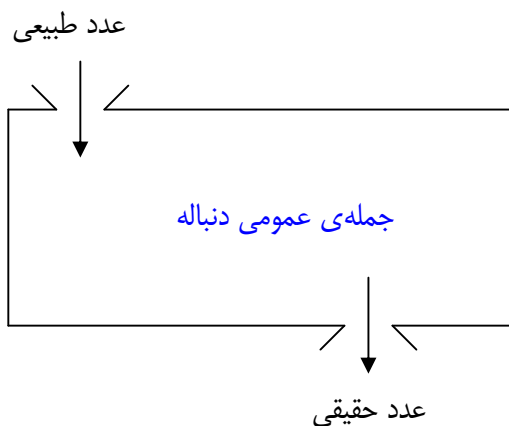 عدد طبیعی
جمله‌ی عمومی دنباله
عدد حقیقی